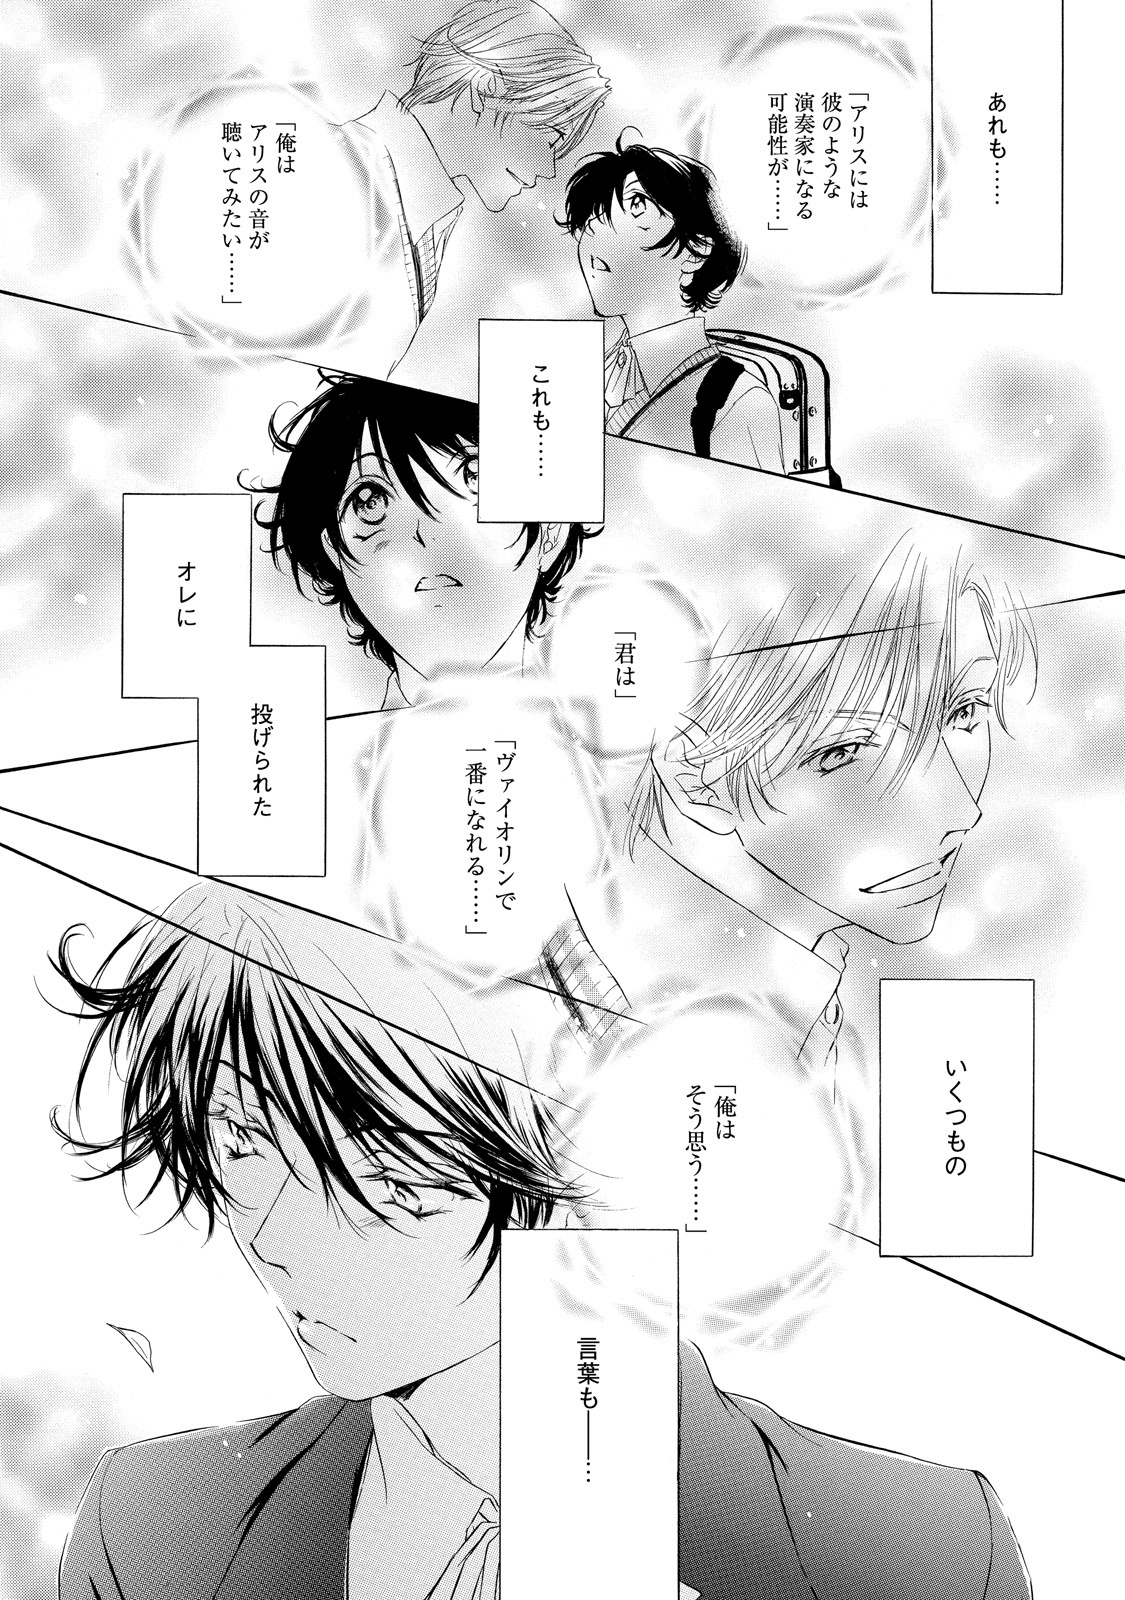 あれも……
「アリスには
彼のような
演奏家になる
可能性が……」
「俺は
アリスの音が
聴いてみたい……」
これも……
オレに
投げられた
「君は」
「ヴァイオリンで
一番になれる……」
いくつもの
「俺は
そう思う……」
言葉も――…